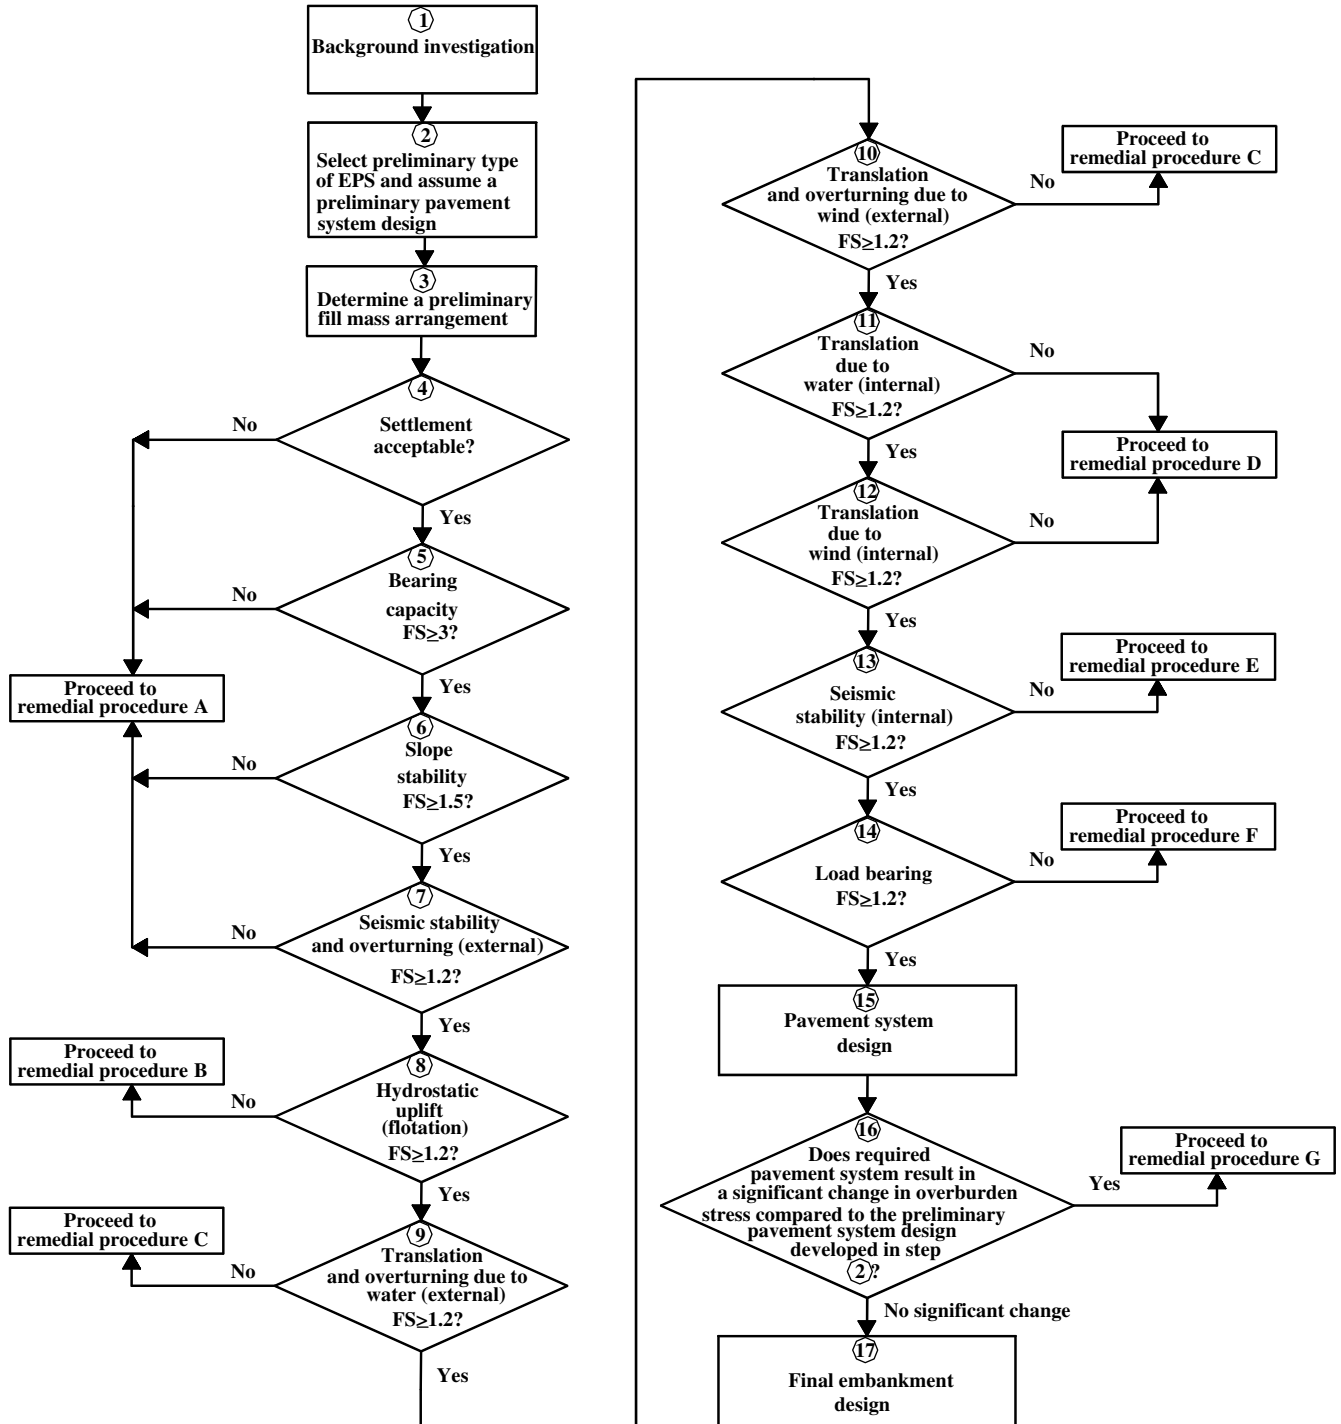 1
Background investigation
2
Select preliminary type
of EPS and assume a
preliminary pavement
system design
3
Determine a preliminary
fill mass arrangement
4
Settlement
acceptable?
No
Yes
5
Bearing
capacity
FS≥3?
No
Yes
Proceed to
remedial procedure A
6
Slope
stability
FS≥1.5?
No
Yes
7
Seismic stability
and overturning (external)
FS≥1.2?
No
Yes
Proceed to
remedial procedure B
8
Hydrostatic
uplift
(flotation)
FS≥1.2?
No
Yes
Proceed to
remedial procedure C
9
Translation
and overturning due to
water (external)
FS≥1.2?
No
Yes
10
Translation
and overturning due to
wind (external)
FS≥1.2?
No
Proceed to
remedial procedure C
Yes
11
Translation
due to
water (internal)
FS≥1.2?
No
Yes
Proceed to
remedial procedure D
12
Translation
due to
wind (internal)
FS≥1.2?
No
Yes
13
Seismic
stability (internal)
FS≥1.2?
No
Proceed to
remedial procedure E
Yes
14
Load bearing
FS≥1.2?
No
Proceed to
remedial procedure F
Yes
15
Pavement system
design
16
Does required
pavement system result in
a significant change in overburden
stress compared to the preliminary
pavement system design
developed in step
2 ?
Yes
Proceed to
remedial procedure G
No significant change
17
Final embankment
design